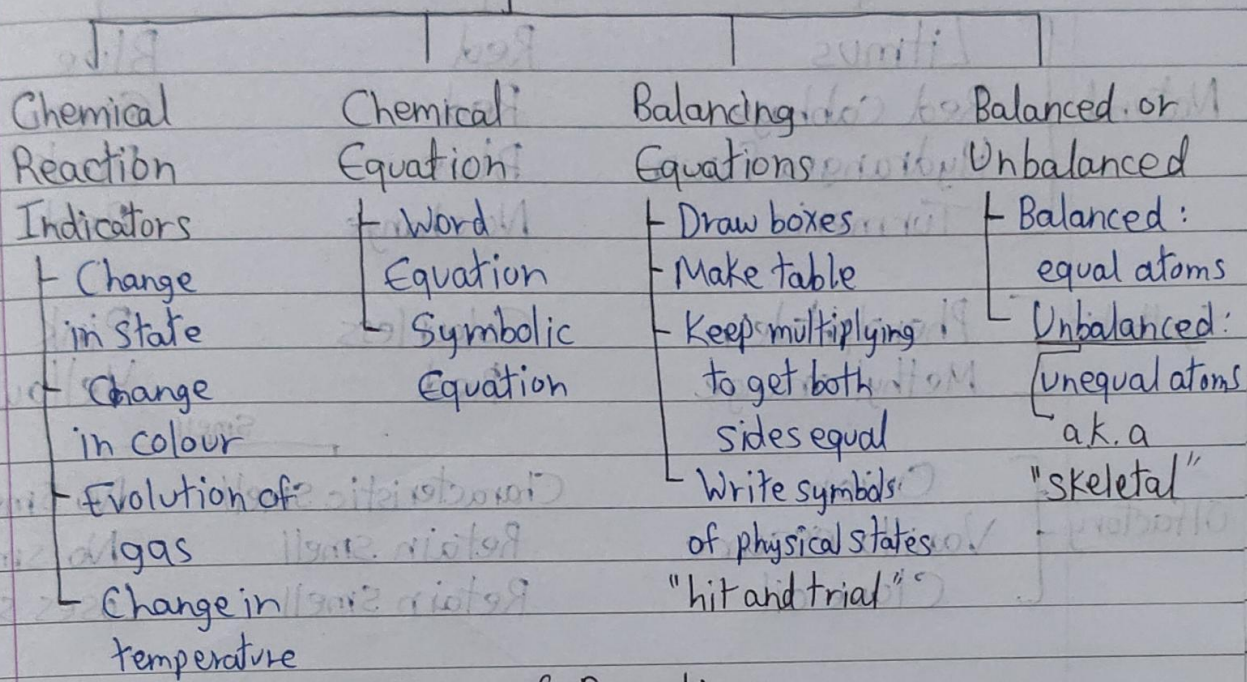 Chemical
Reaction
Indicators
Change
in state
Change
in colour
Evolution of
gas
Change in
temperature
Chemical
Equation
Word
Equation
Symbolic
Equation
Balancing
Equations
Draw boxes
Make table
Keep multiplying
to get both
sides equal
Write symbols
of physical states
"hit and trial"
Balanced or
Unbalanced
Balanced:
equal atoms
Unbalanced:
unequal atoms
a.k.a
"skeletal"